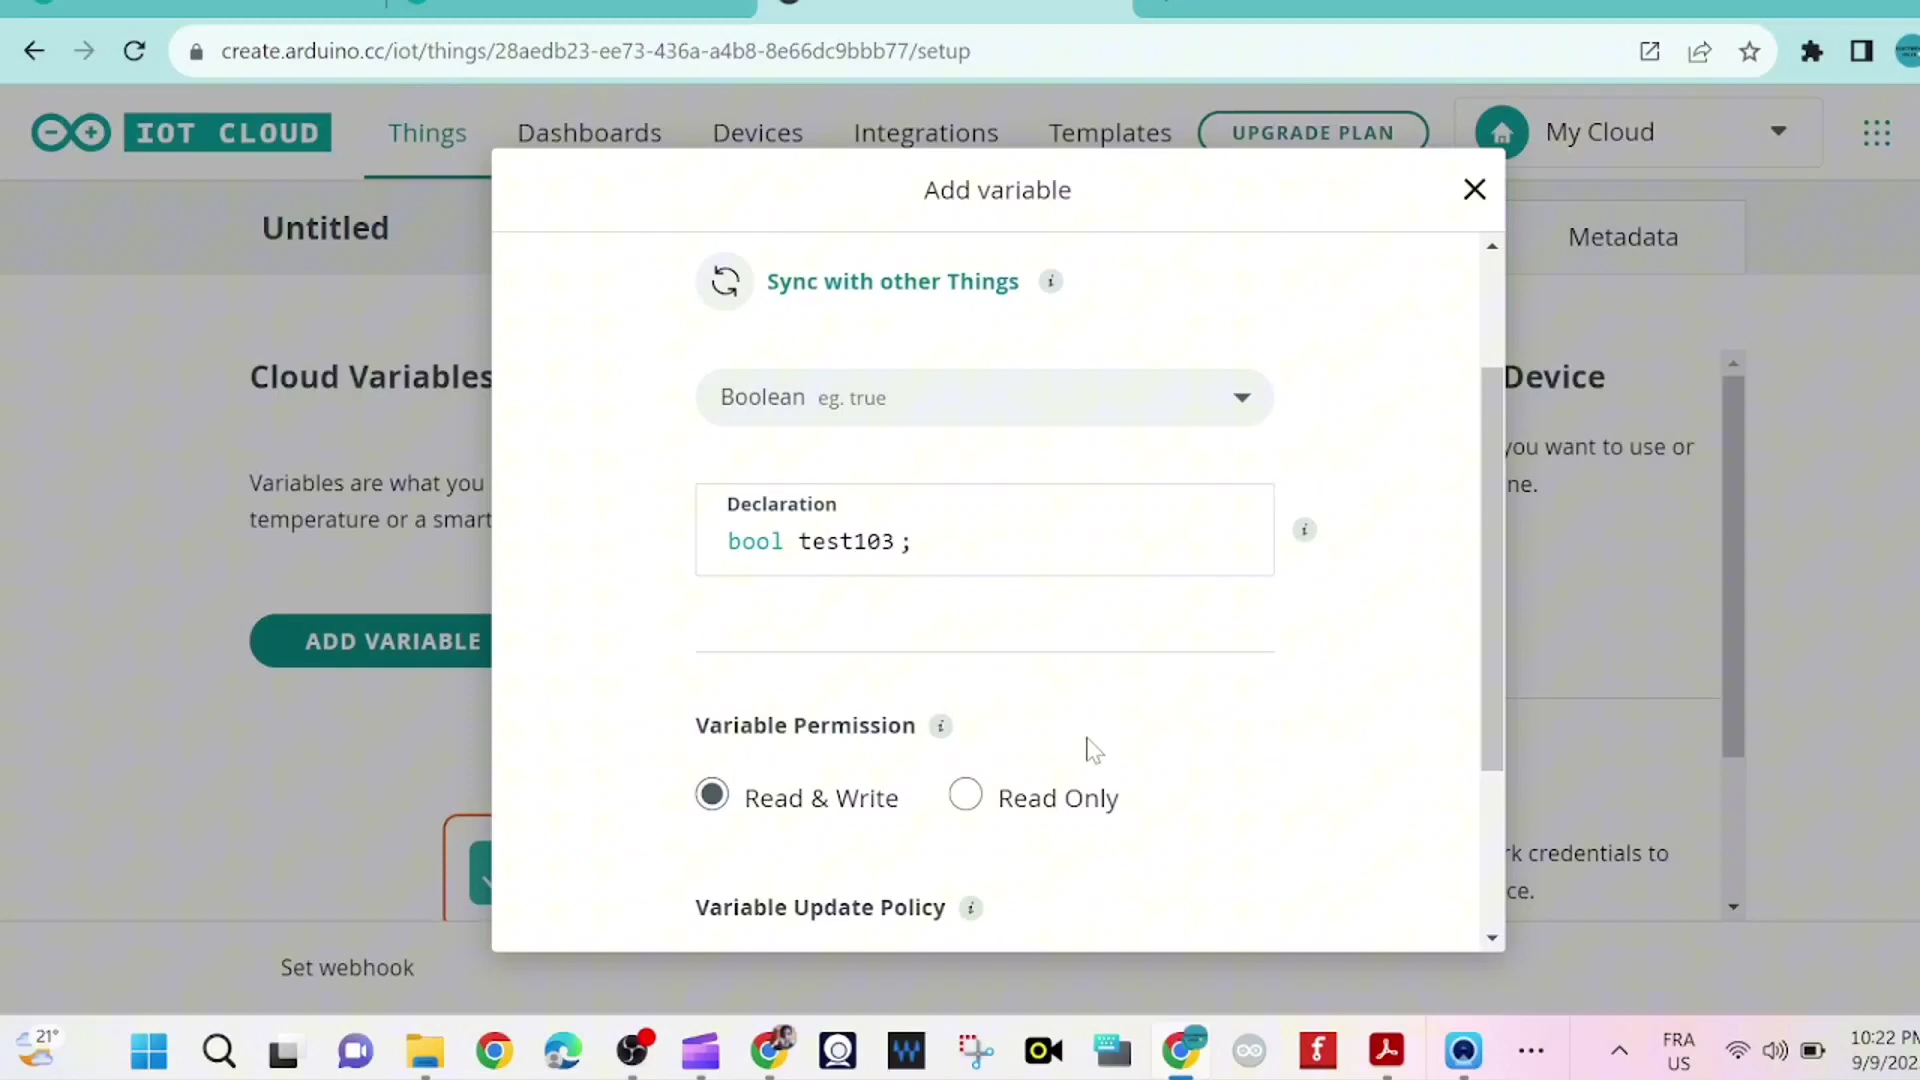 create.arduino.cc/iot/things/28aedb23-ee73-436a-a4b8-8e66dc9bbb77/setup
IOT CLOUD Things Dashboards Devices Integrations Templates UPGRADE PLAN My Cloud
Add variable
Untitled
Metadata
Sync with other Things i
Cloud Variables
Device
Boolean eg. true
you want to use or
Variables are what you
ne.
Declaration
temperature or a smart
bool test103 ;
i
ADD VARIABLE
Variable Permission i
Read & Write Read Only
rk credentials to
ce.
Variable Update Policy i
Set webhook
21°
FRA
US
10:22 PM
9/9/202